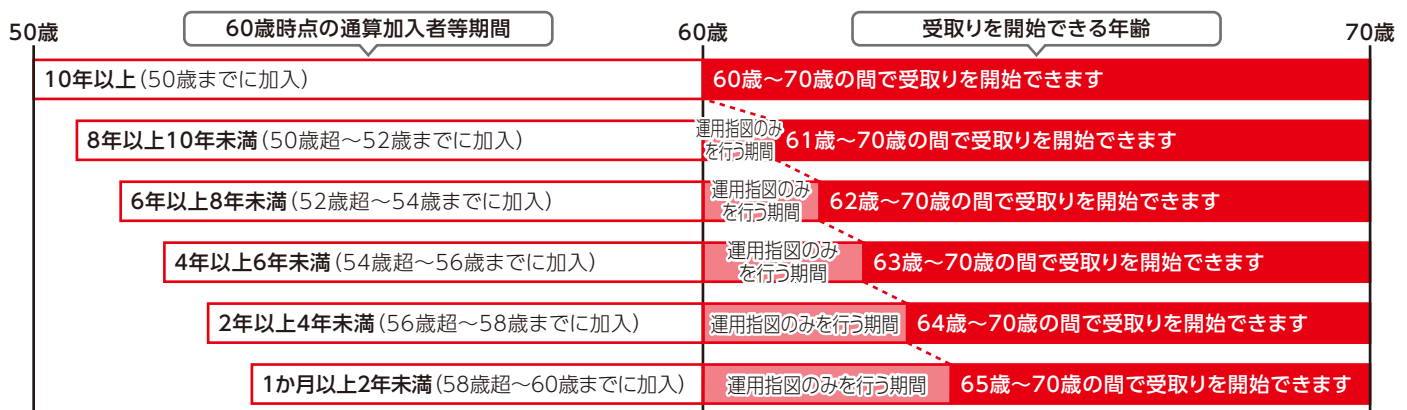 60歳時点の通算加入者等期間
受取りを開始できる年齢
50歳
60歳
70歳
10年以上(50歳までに加入)
60歳～70歳の間で受取りを開始できます
8年以上10年未満(50歳超～52歳までに加入)
運用指図のみ
を行う期間
61歳～70歳の間で受取りを開始できます
6年以上8年未満(52歳超～54歳までに加入)
運用指図のみ
を行う期間
62歳～70歳の間で受取りを開始できます
4年以上6年未満(54歳超～56歳までに加入)
運用指図のみ
を行う期間
63歳～70歳の間で受取りを開始できます
2年以上4年未満(56歳超～58歳までに加入)
運用指図のみを行う期間
64歳～70歳の間で受取りを開始できます
1か月以上2年未満(58歳超～60歳までに加入)
運用指図のみを行う期間
65歳～70歳の間で受取りを開始できます